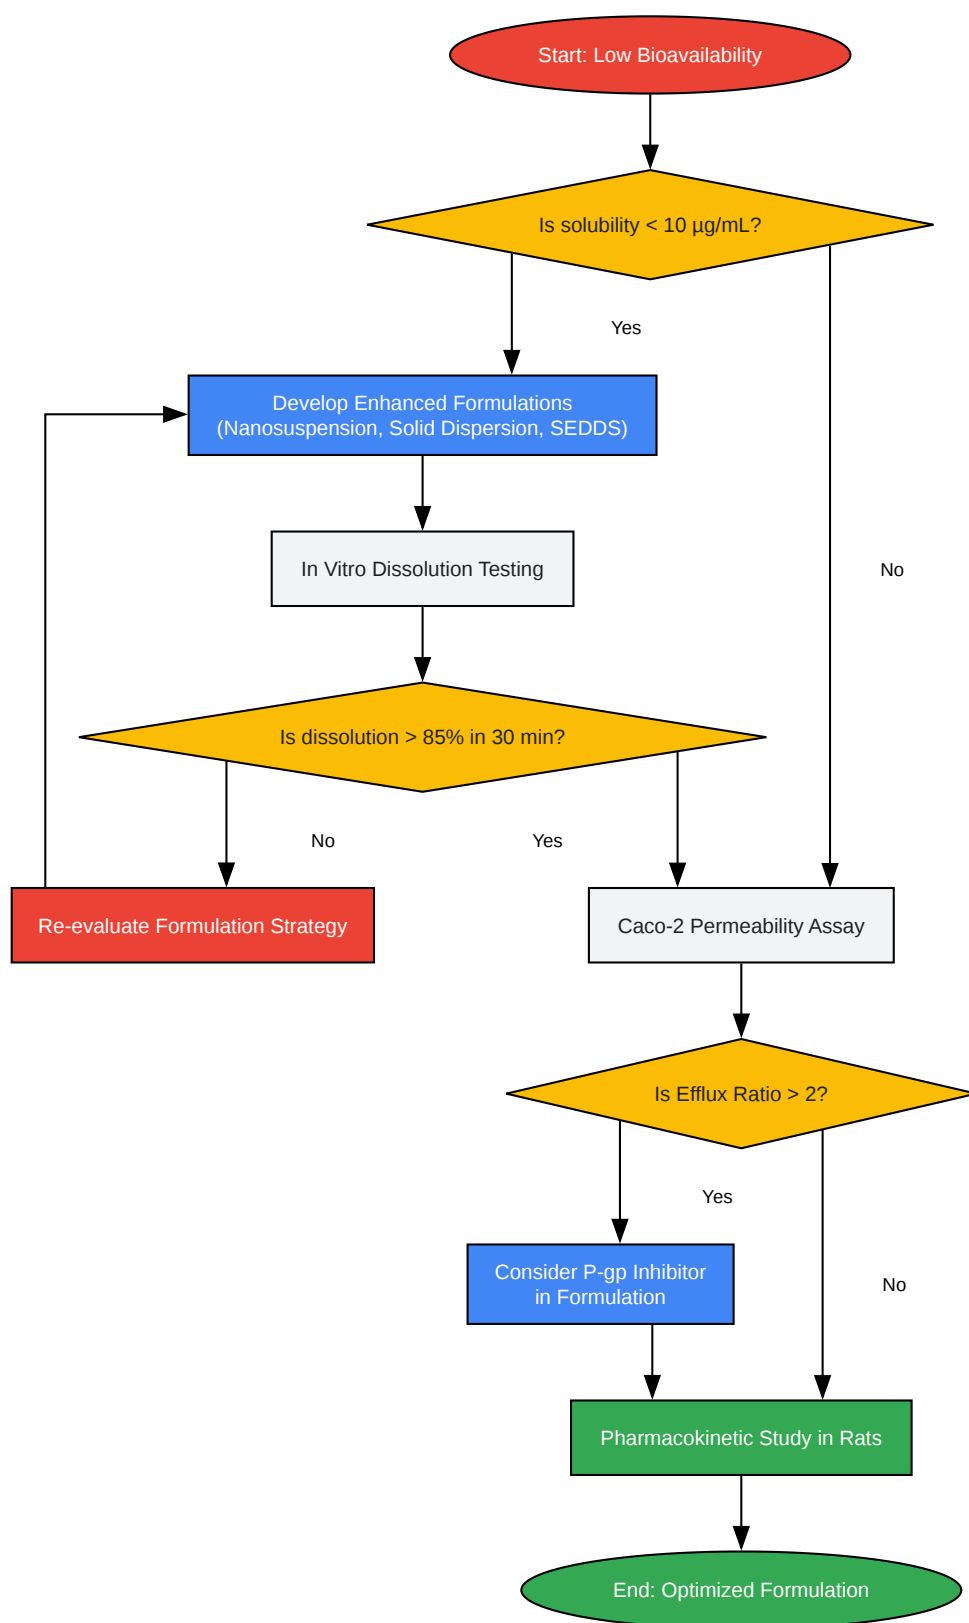 Start: Low Bioavailability
Is solubility < 10 µg/mL?
Yes
Develop Enhanced Formulations
(Nanosuspension, Solid Dispersion, SEDDS)
In Vitro Dissolution Testing
No
Is dissolution > 85% in 30 min?
No
Yes
Re-evaluate Formulation Strategy
Caco-2 Permeability Assay
Is Efflux Ratio > 2?
Yes
Consider P-gp Inhibitor
in Formulation
No
Pharmacokinetic Study in Rats
End: Optimized Formulation